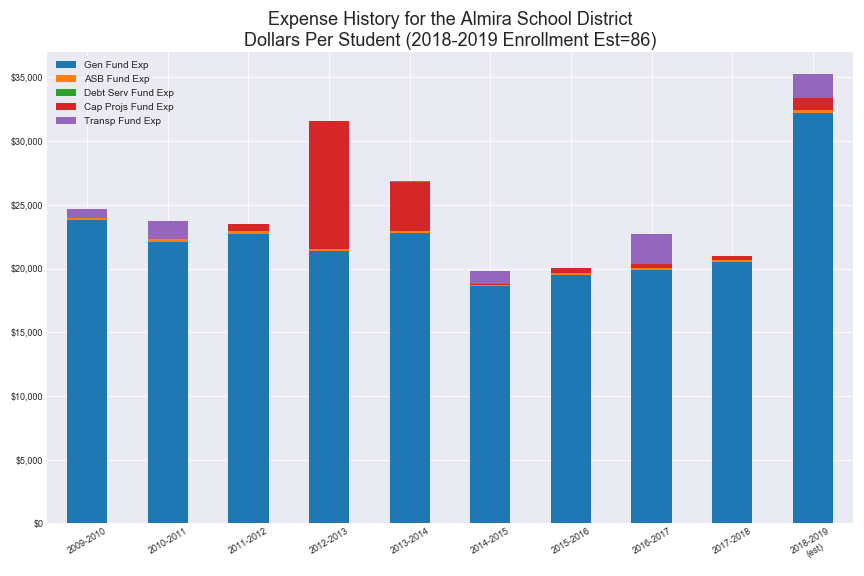 Expense History for the Almira School District
Dollars Per Student (2018-2019 Enrollment Est=86)
Gen Fund Exp
ASB Fund Exp
Debt Serv Fund Exp
Cap Projs Fund Exp
Transp Fund Exp
$35,000
$30,000
$25,000
$20,000
$15,000
$10,000
$5,000
$0
2009-2010
2010-2011
2011-2012
2012-2013
2013-2014
2014-2015
2015-2016
2016-2017
2017-2018
2018-2019
(est)